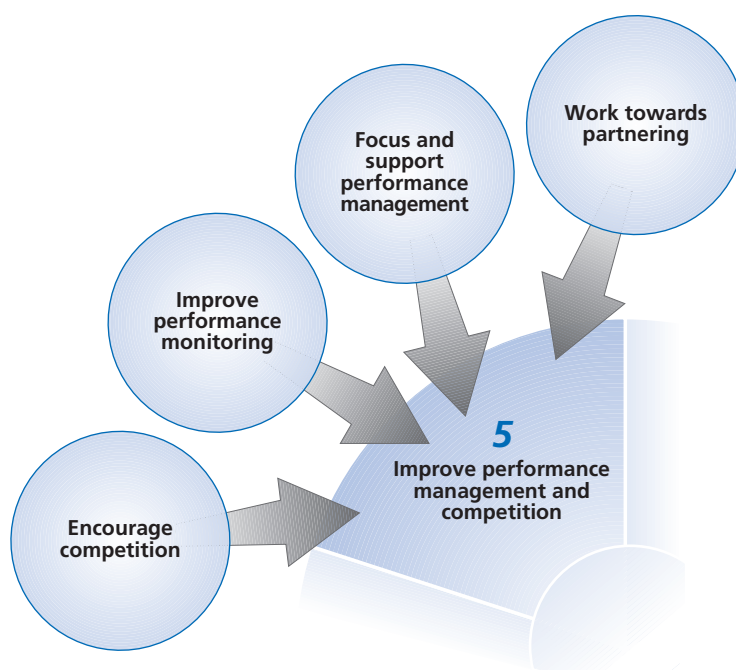 Work towards
partnering
Focus and
support
performance
management
Improve
performance
monitoring
Encourage
competition
5
Improve performance
management and
competition